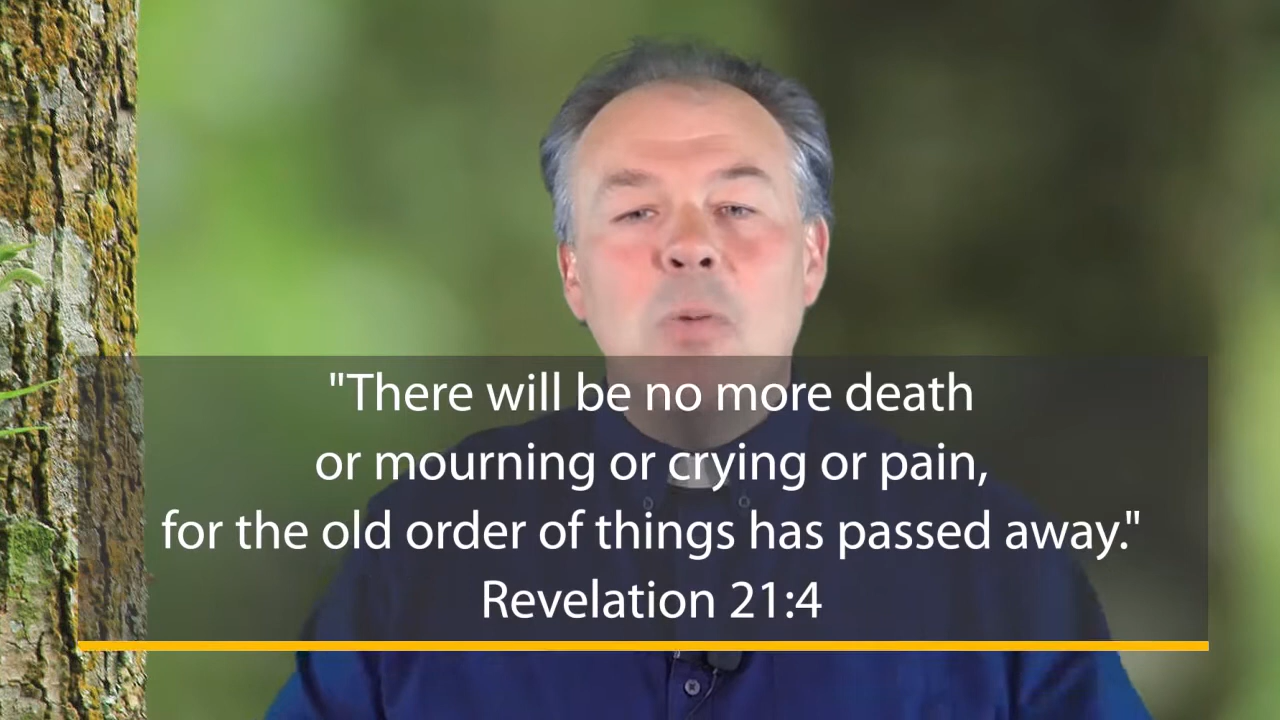 "There will be no more death
or mourning or crying or pain,
for the old order of things has passed away."
Revelation 21:4